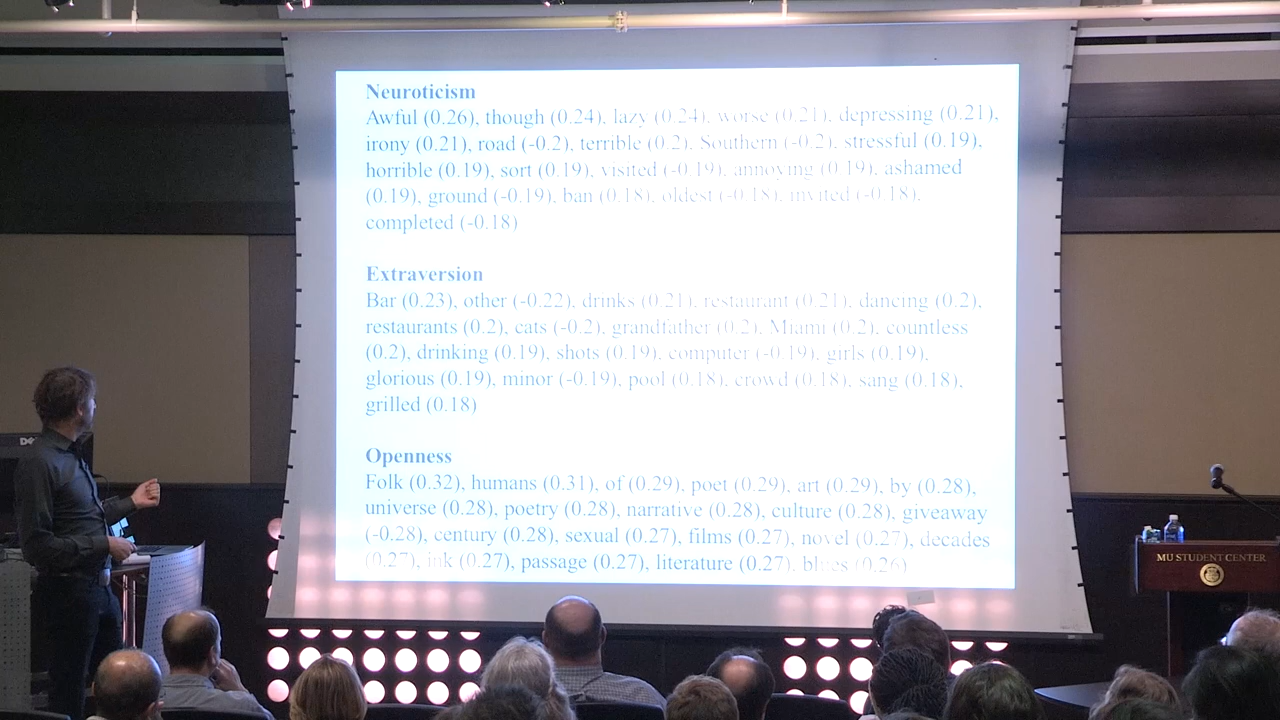 Neuroticism
Awful (0.26), though (0.24), lazy (0.24), worse (0.21), depressing (0.21),
irony (0.21), road (-0.2), terrible (0.2), Southern (-0.2), stressful (0.19),
horrible (0.19), sort (0.19), visited (-0.19), annoying (0.19), ashamed
(0.19), ground (-0.19), ban (0.18), oldest (-0.18), invited (-0.18),
completed (-0.18)
Extraversion
Bar (0.23), other (-0.22), drinks (0.21), restaurant (0.21), dancing (0.2),
restaurants (0.2), cats (-0.2), grandfather (0.2), Miami (0.2), countless
(0.2), drinking (0.19), shots (0.19), computer (-0.19), girls (0.19),
glorious (0.19), minor (-0.19), pool (0.18), crowd (0.18), sang (0.18),
grilled (0.18)
Openness
Folk (0.32), humans (0.31), of (0.29), poet (0.29), art (0.29), by (0.28),
universe (0.28), poetry (0.28), narrative (0.28), culture (0.28), giveaway
(-0.28), century (0.28), sexual (0.27), films (0.27), novel (0.27), decades
(0.27), ink (0.27), passage (0.27), literature (0.27), blues (0.26)
MU STUDENT CENTER